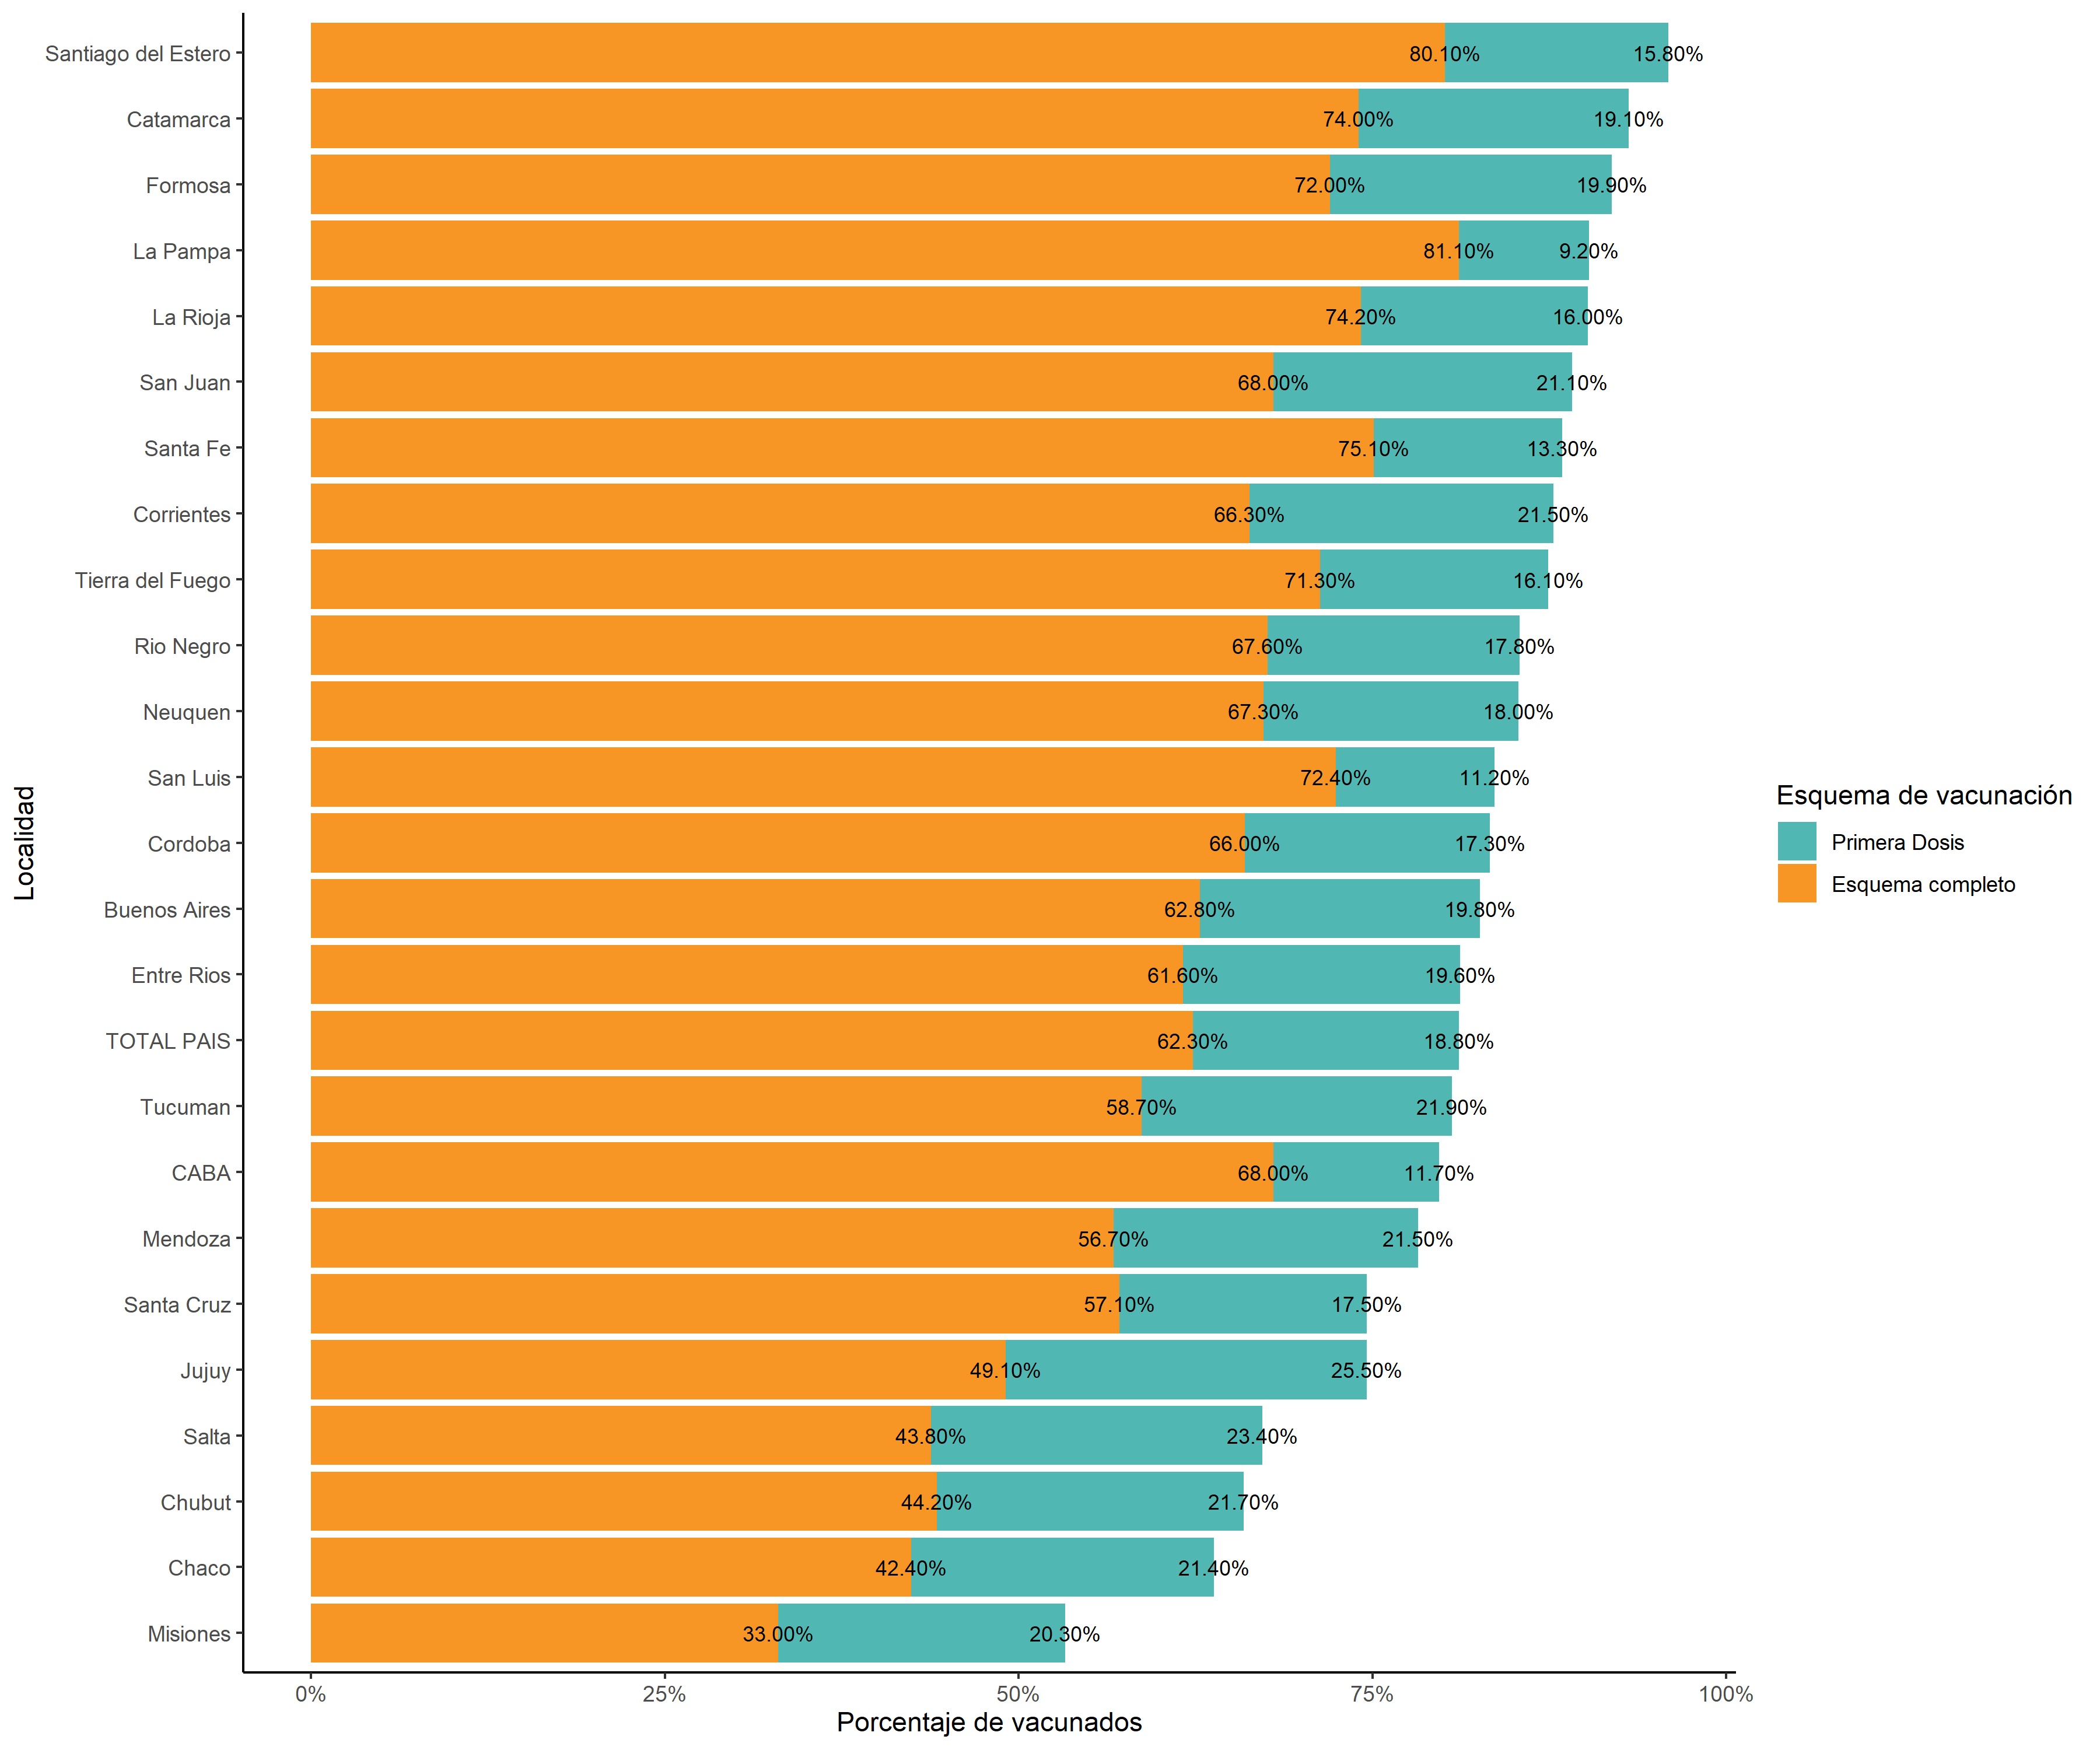 Santiago del Estero 80.10% 15.80%
Catamarca 74.00% 19.10%
Formosa 72.00% 19.90%
La Pampa 81.10% 9.20%
La Rioja 74.20% 16.00%
San Juan 68.00% 21.10%
Santa Fe 75.10% 13.30%
Corrientes 66.30% 21.50%
Tierra del Fuego 71.30% 16.10%
Rio Negro 67.60% 17.80%
Neuquen 67.30% 18.00%
San Luis 72.40% 11.20%
Cordoba 66.00% 17.30%
Buenos Aires 62.80% 19.80%
Entre Rios 61.60% 19.60%
TOTAL PAIS 62.30% 18.80%
Tucuman 58.70% 21.90%
CABA 68.00% 11.70%
Mendoza 56.70% 21.50%
Santa Cruz 57.10% 17.50%
Jujuy 49.10% 25.50%
Salta 43.80% 23.40%
Chubut 44.20% 21.70%
Chaco 42.40% 21.40%
Misiones 33.00% 20.30%
0% 25% 50% 75% 100%
Porcentaje de vacunados
Localidad
Esquema de vacunación
Primera Dosis
Esquema completo